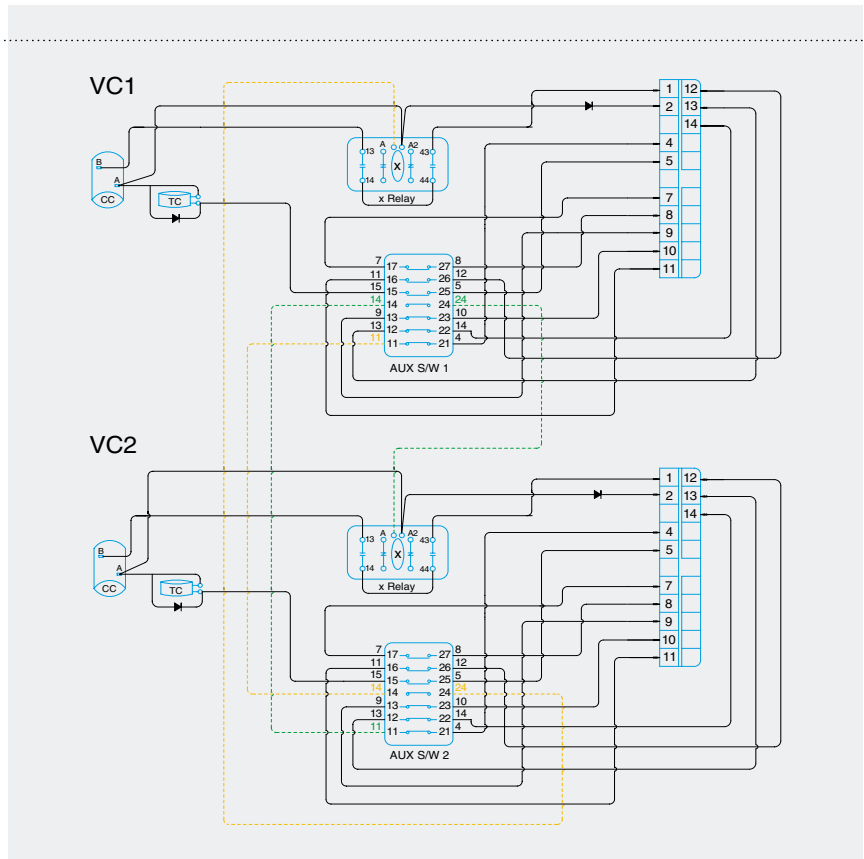 VC1
1 12
2 13
14
4
5
7
8
9
10
11
B
A
CC
TC
13 A A2 43
X
14 44
x Relay
7 17 27 8
11 16 26 12
15 15 25 5
14 14 24 24
9 13 23 10
13 12 22 14
11 11 21 4
AUX S/W 1
VC2
1 12
2 13
14
4
5
7
8
9
10
11
B
A
CC
TC
13 A A2 43
X
14 44
x Relay
7 17 27 8
11 16 26 12
15 15 25 5
14 14 24 24
9 13 23 10
13 12 22 14
11 11 21 4
AUX S/W 2